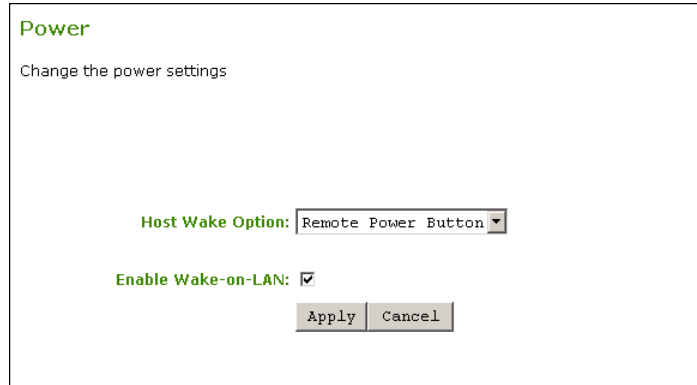 Power
Change the power settings
Host Wake Option: Remote Power Button
Enable Wake-on-LAN:
Apply Cancel